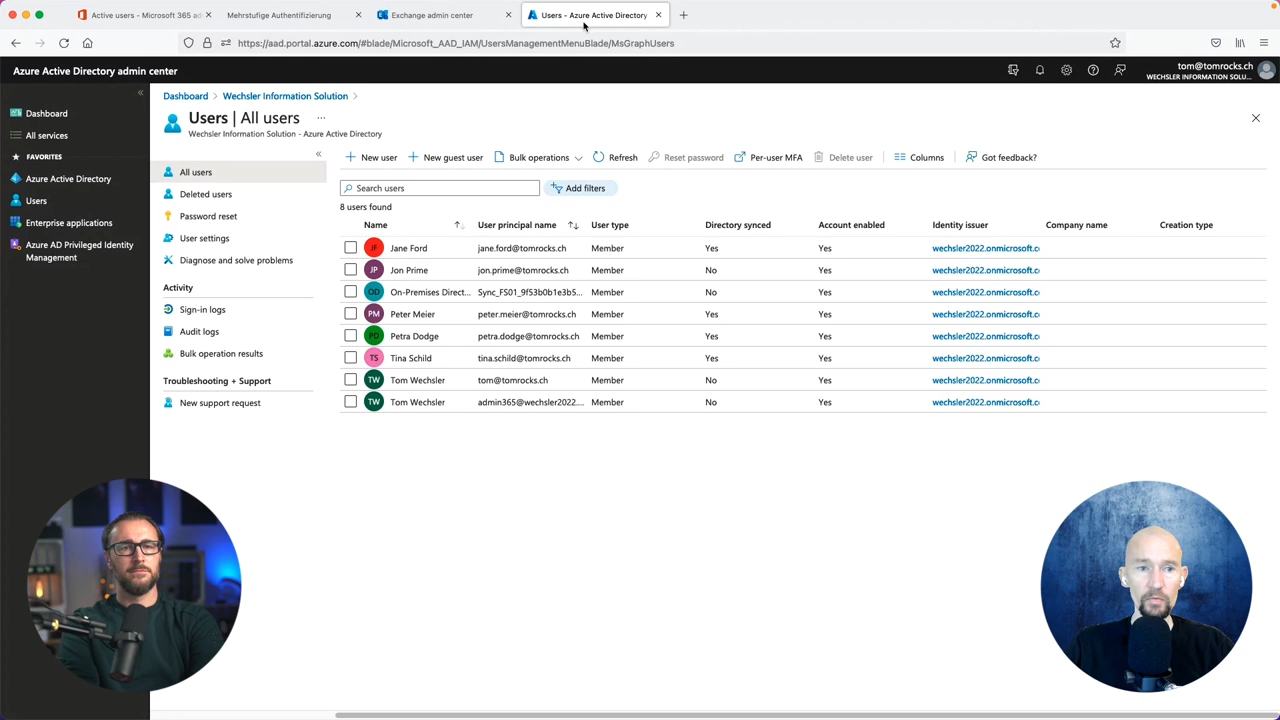 Active users - Microsoft 365 ad
Mehrstufige Authentifizierung
Exchange admin center
Users - Azure Active Directory
https://aad.portal.azure.com/#blade/Microsoft_AAD_IAM/UsersManagementMenuBlade/MsGraphUsers
Azure Active Directory admin center
tom@tomrocks.ch
WECHSLER INFORMATION SOLU...
Dashboard
All services
FAVORITES
Azure Active Directory
Users
Enterprise applications
Azure AD Privileged Identity
Management
Dashboard > Wechsler Information Solution >
Users | All users ...
Wechsler Information Solution - Azure Active Directory
All users
Deleted users
Password reset
User settings
Diagnose and solve problems
Activity
Sign-in logs
Audit logs
Bulk operation results
Troubleshooting + Support
New support request
New user
New guest user
Bulk operations
Refresh
Reset password
Per-user MFA
Delete user
Columns
Got feedback?
Search users
Add filters
8 users found
Name User principal name User type Directory synced Account enabled Identity issuer Company name Creation type
JF Jane Ford jane.ford@tomrocks.ch Member Yes Yes wechsler2022.onmicrosoft.c
JP Jon Prime jon.prime@tomrocks.ch Member No Yes wechsler2022.onmicrosoft.c
OD On-Premises Direct... Sync_FS01_9f53b0b1e3b5... Member No Yes wechsler2022.onmicrosoft.c
PM Peter Meier peter.meier@tomrocks.ch Member Yes Yes wechsler2022.onmicrosoft.c
PD Petra Dodge petra.dodge@tomrocks.ch Member Yes Yes wechsler2022.onmicrosoft.c
TS Tina Schild tina.schild@tomrocks.ch Member Yes Yes wechsler2022.onmicrosoft.c
TW Tom Wechsler tom@tomrocks.ch Member No Yes wechsler2022.onmicrosoft.c
TW Tom Wechsler admin365@wechsler2022.... Member No Yes wechsler2022.onmicrosoft.c